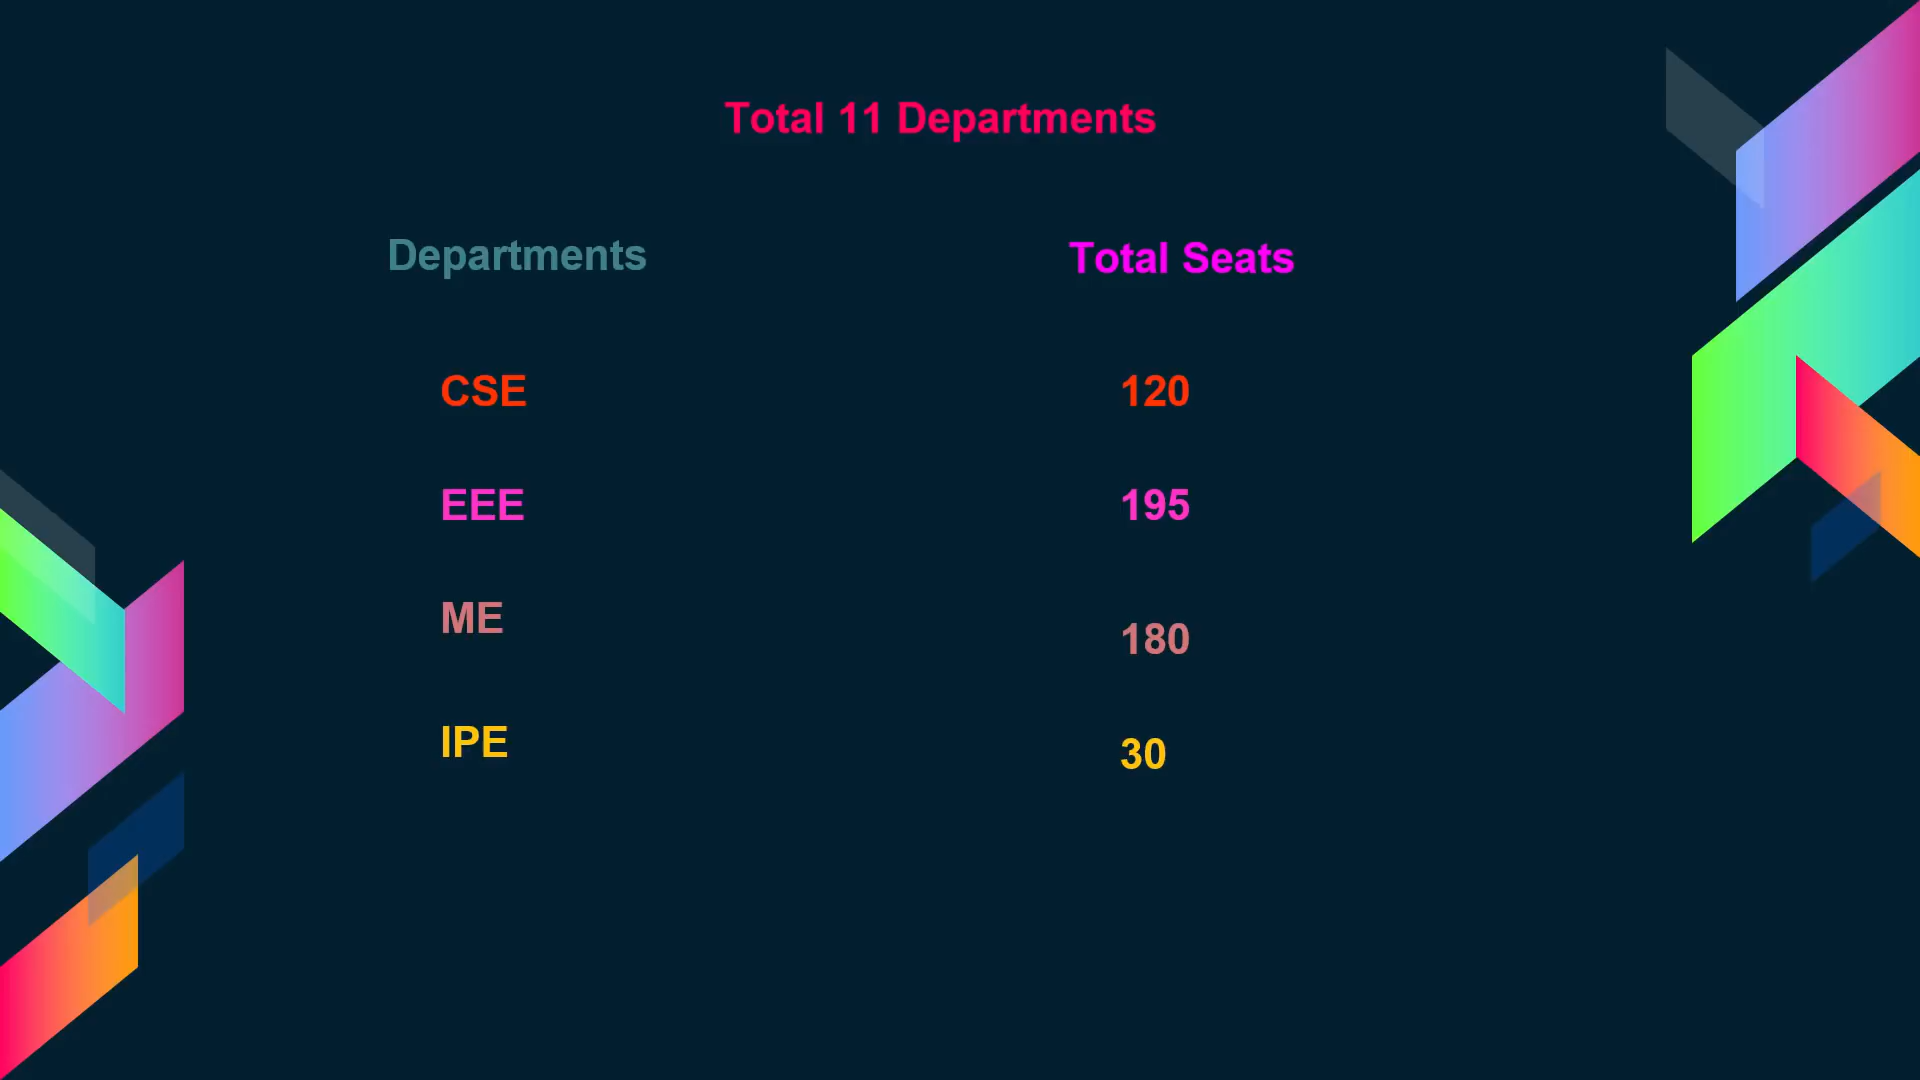 Total 11 Departments
Departments Total Seats
CSE 120
EEE 195
ME 180
IPE 30